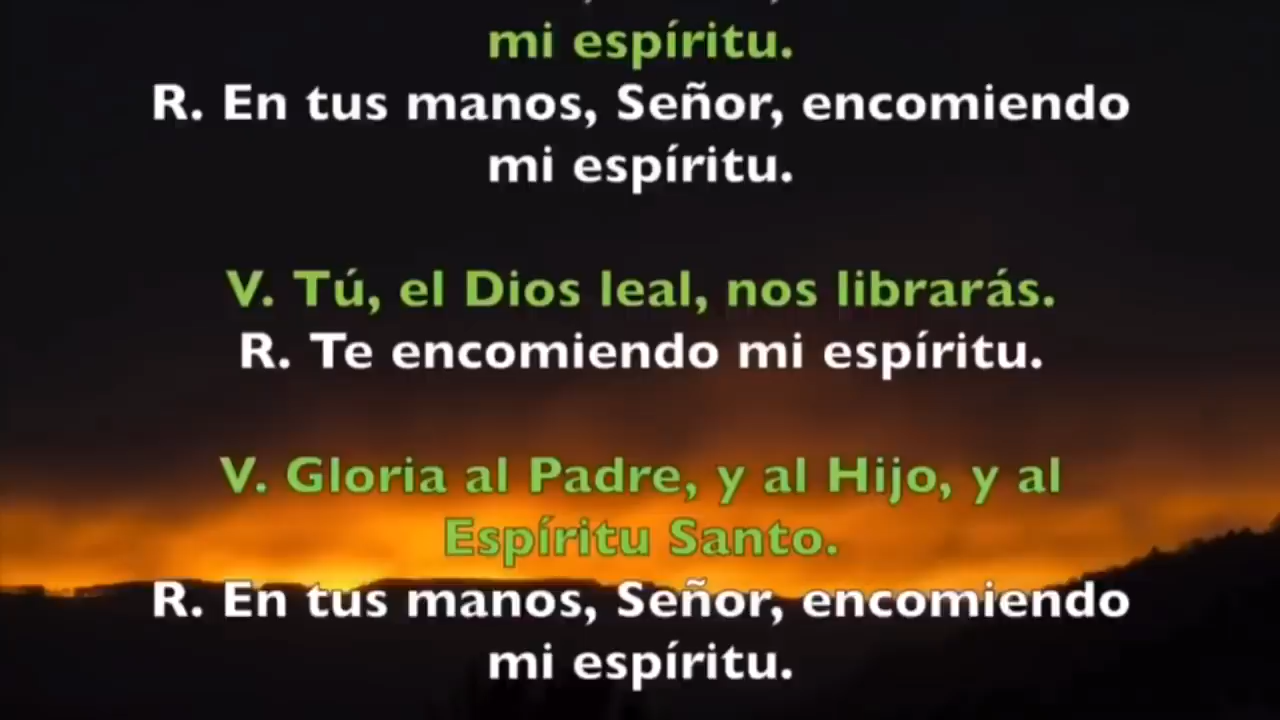 mi espíritu.
R. En tus manos, Señor, encomiendo
mi espíritu.
V. Tú, el Dios leal, nos librarás.
R. Te encomiendo mi espíritu.
V. Gloria al Padre, y al Hijo, y al
Espíritu Santo.
R. En tus manos, Señor, encomiendo
mi espíritu.